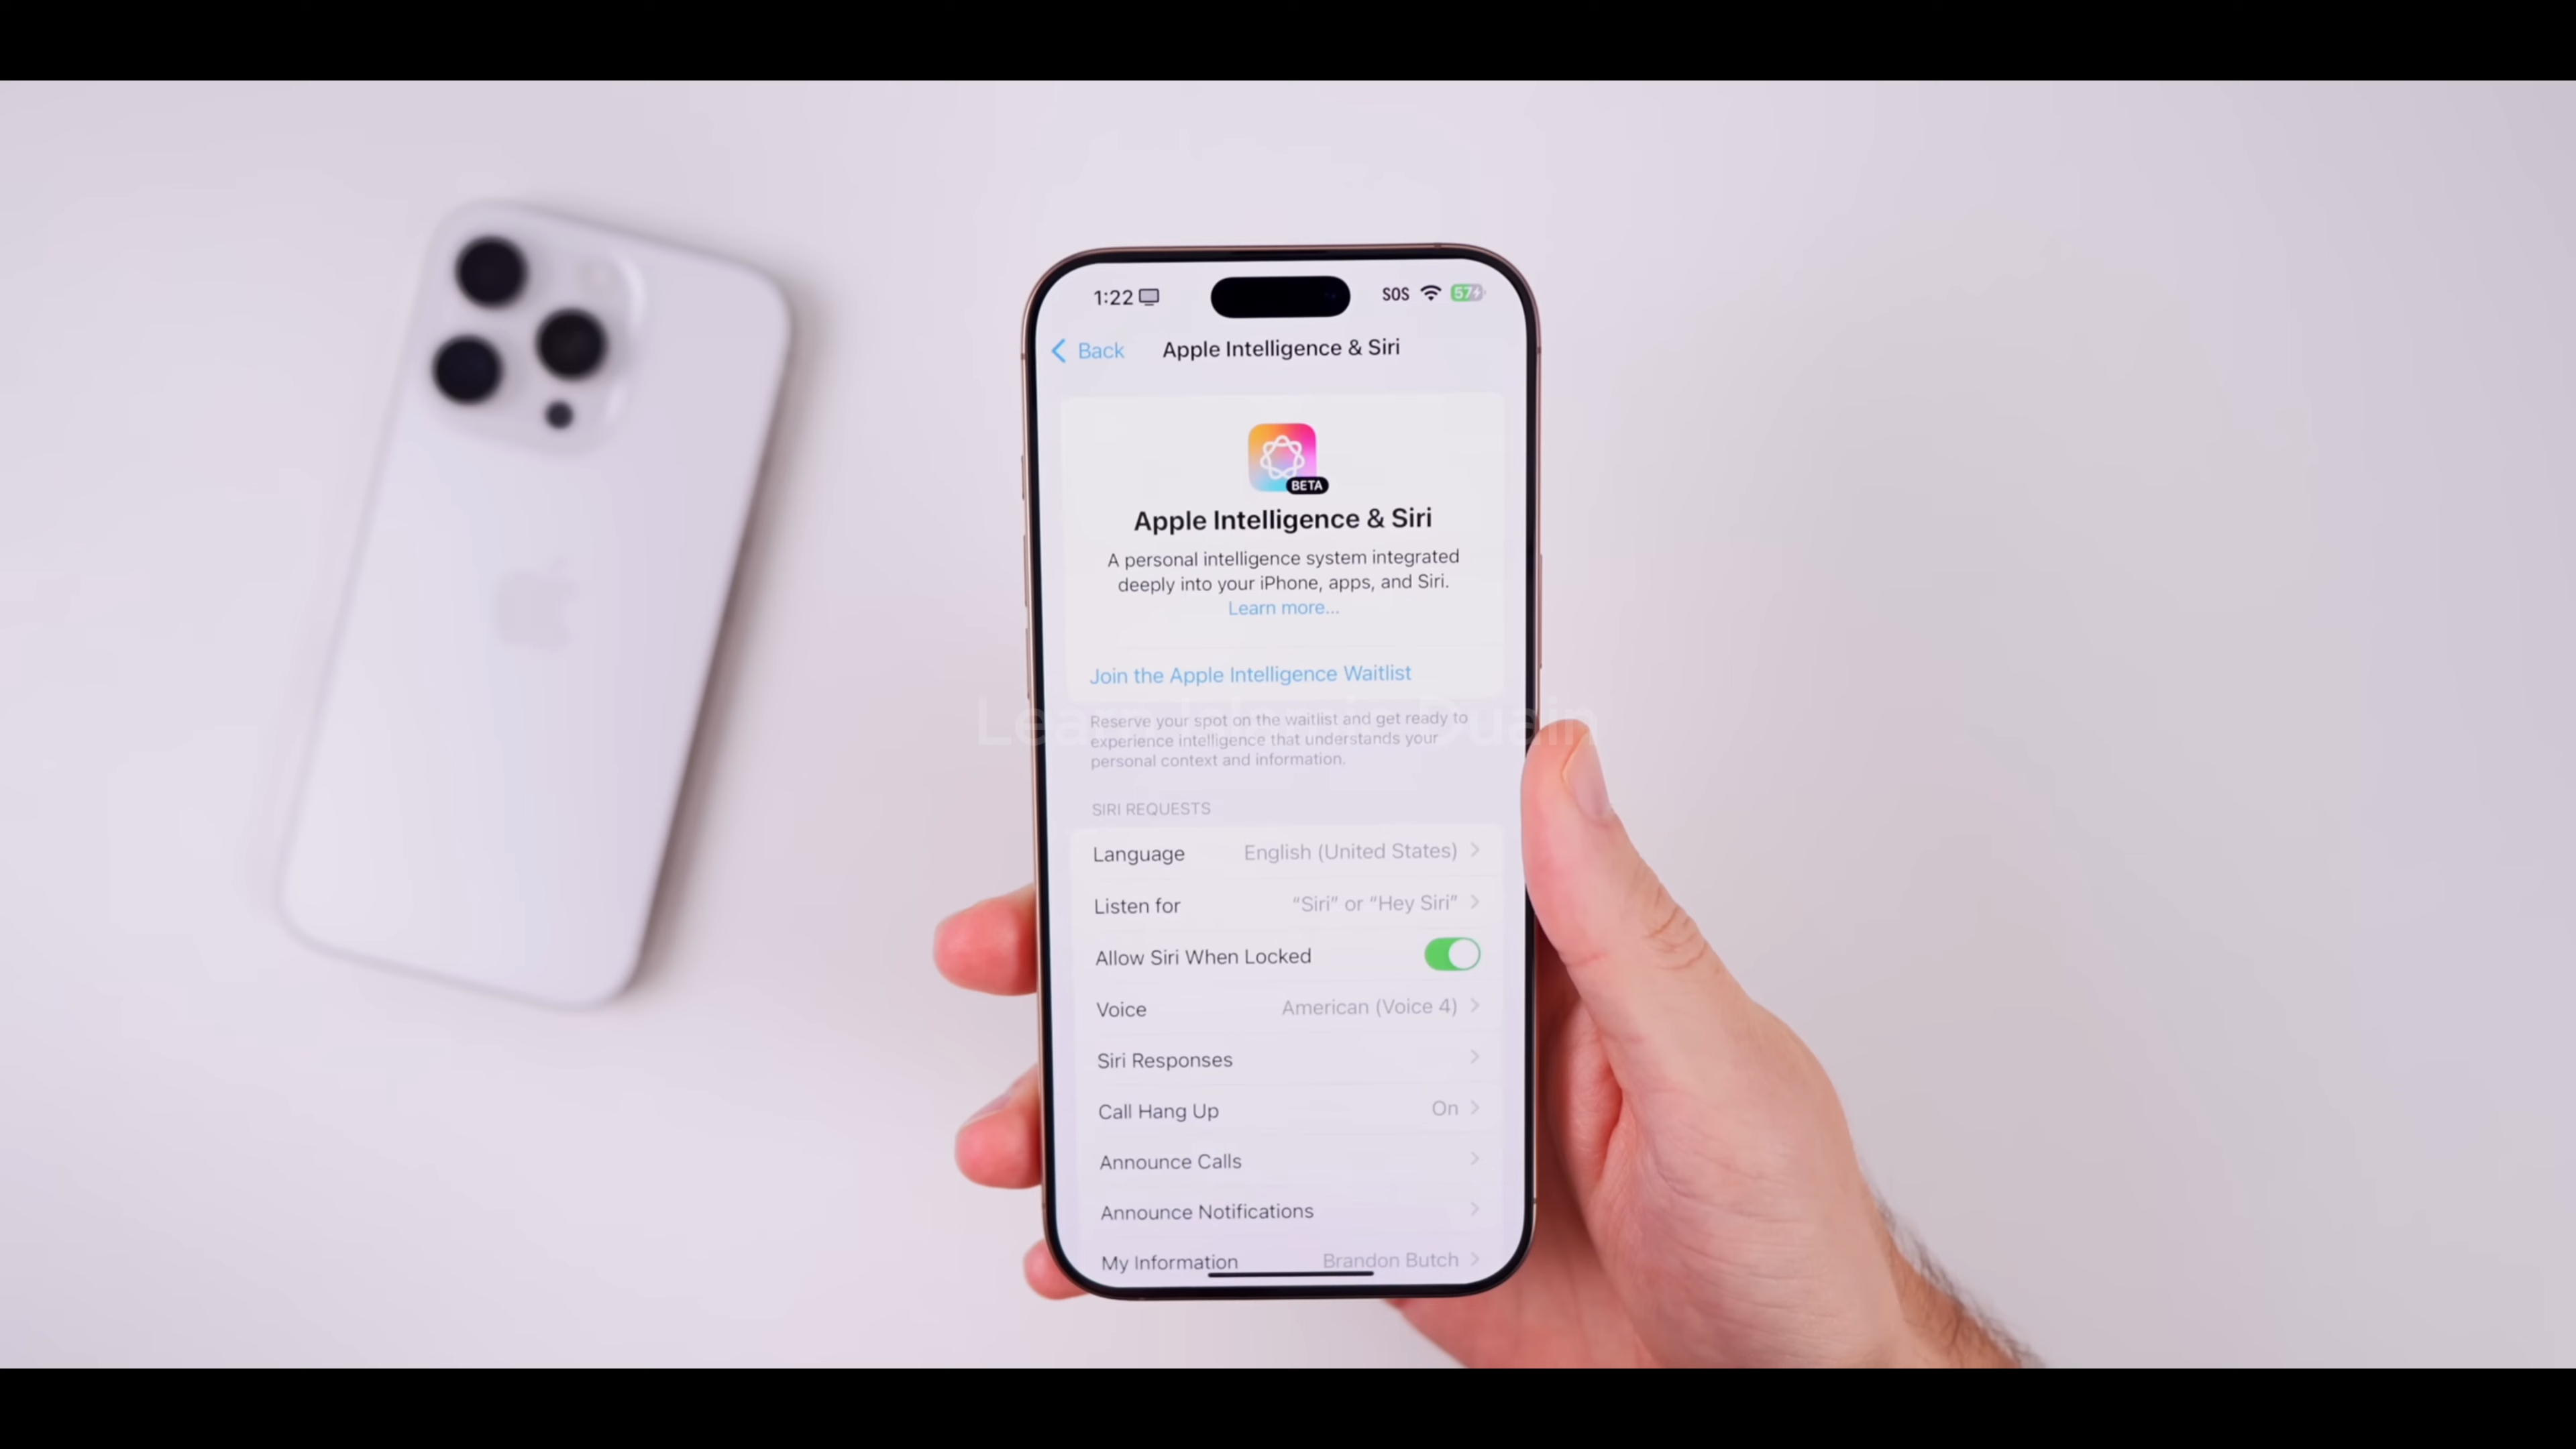 1:22
SOS
57
Back
Apple Intelligence & Siri
BETA
Apple Intelligence & Siri
A personal intelligence system integrated
deeply into your iPhone, apps, and Siri.
Learn more...
Join the Apple Intelligence Waitlist
Reserve your spot on the waitlist and get ready to
experience intelligence that understands your
personal context and information.
Learn Islamic Duain
SIRI REQUESTS
Language English (United States)
Listen for “Siri” or “Hey Siri”
Allow Siri When Locked
Voice American (Voice 4)
Siri Responses
Call Hang Up On
Announce Calls
Announce Notifications
My Information Brandon Butch